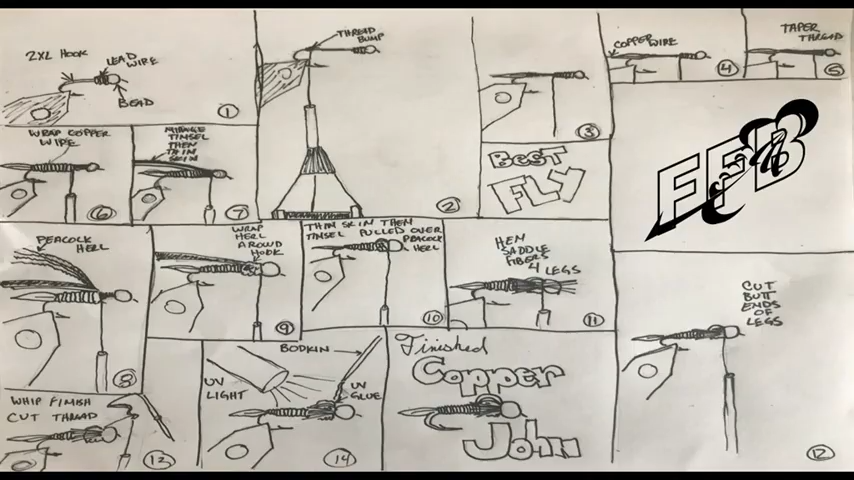 2XL HOOK
LEAD
WIRE
BEAD
1
THREAD
BUMP
2
3
COPPER WIRE
4
TAPER
THREAD
5
WRAP COPPER
WIRE
6
TINSEL
THEN
THIN
SKIN
7
BEST
FLY
EFB
PEACOCK
HERL
8
WRAP
HERL
AROUND
HOOK
9
THIN SKIN THEN
TINSEL PULLED OVER
PEACOCK
HERL
10
HEN
SADDLE
FIBERS
4 LEGS
11
CUT
BUTT
ENDS
OF
LEGS
12
WHIP FINISH
CUT THREAD
13
BODKIN
UV
LIGHT
UV
GLUE
14
Finished
Copper
John